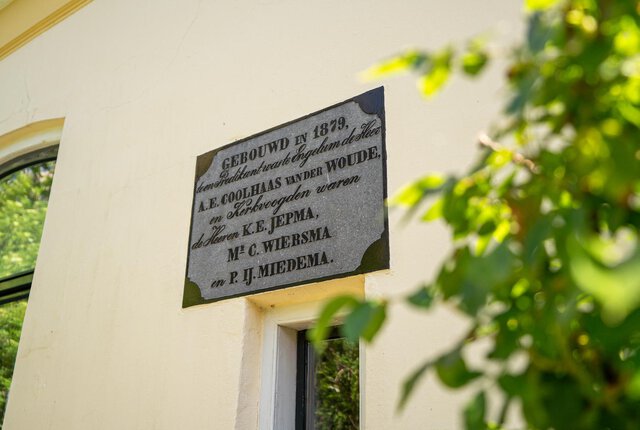 GEBOUWD IN 1879,
toen Predikant was te Engelum de Heer
A. E. COOLHAAS VAN DER WOUDE,
en Kerkvoogden waren
de Heeren K. E. JEPMA,
Mr C. WIERSMA
en P. IJ. MIEDEMA.